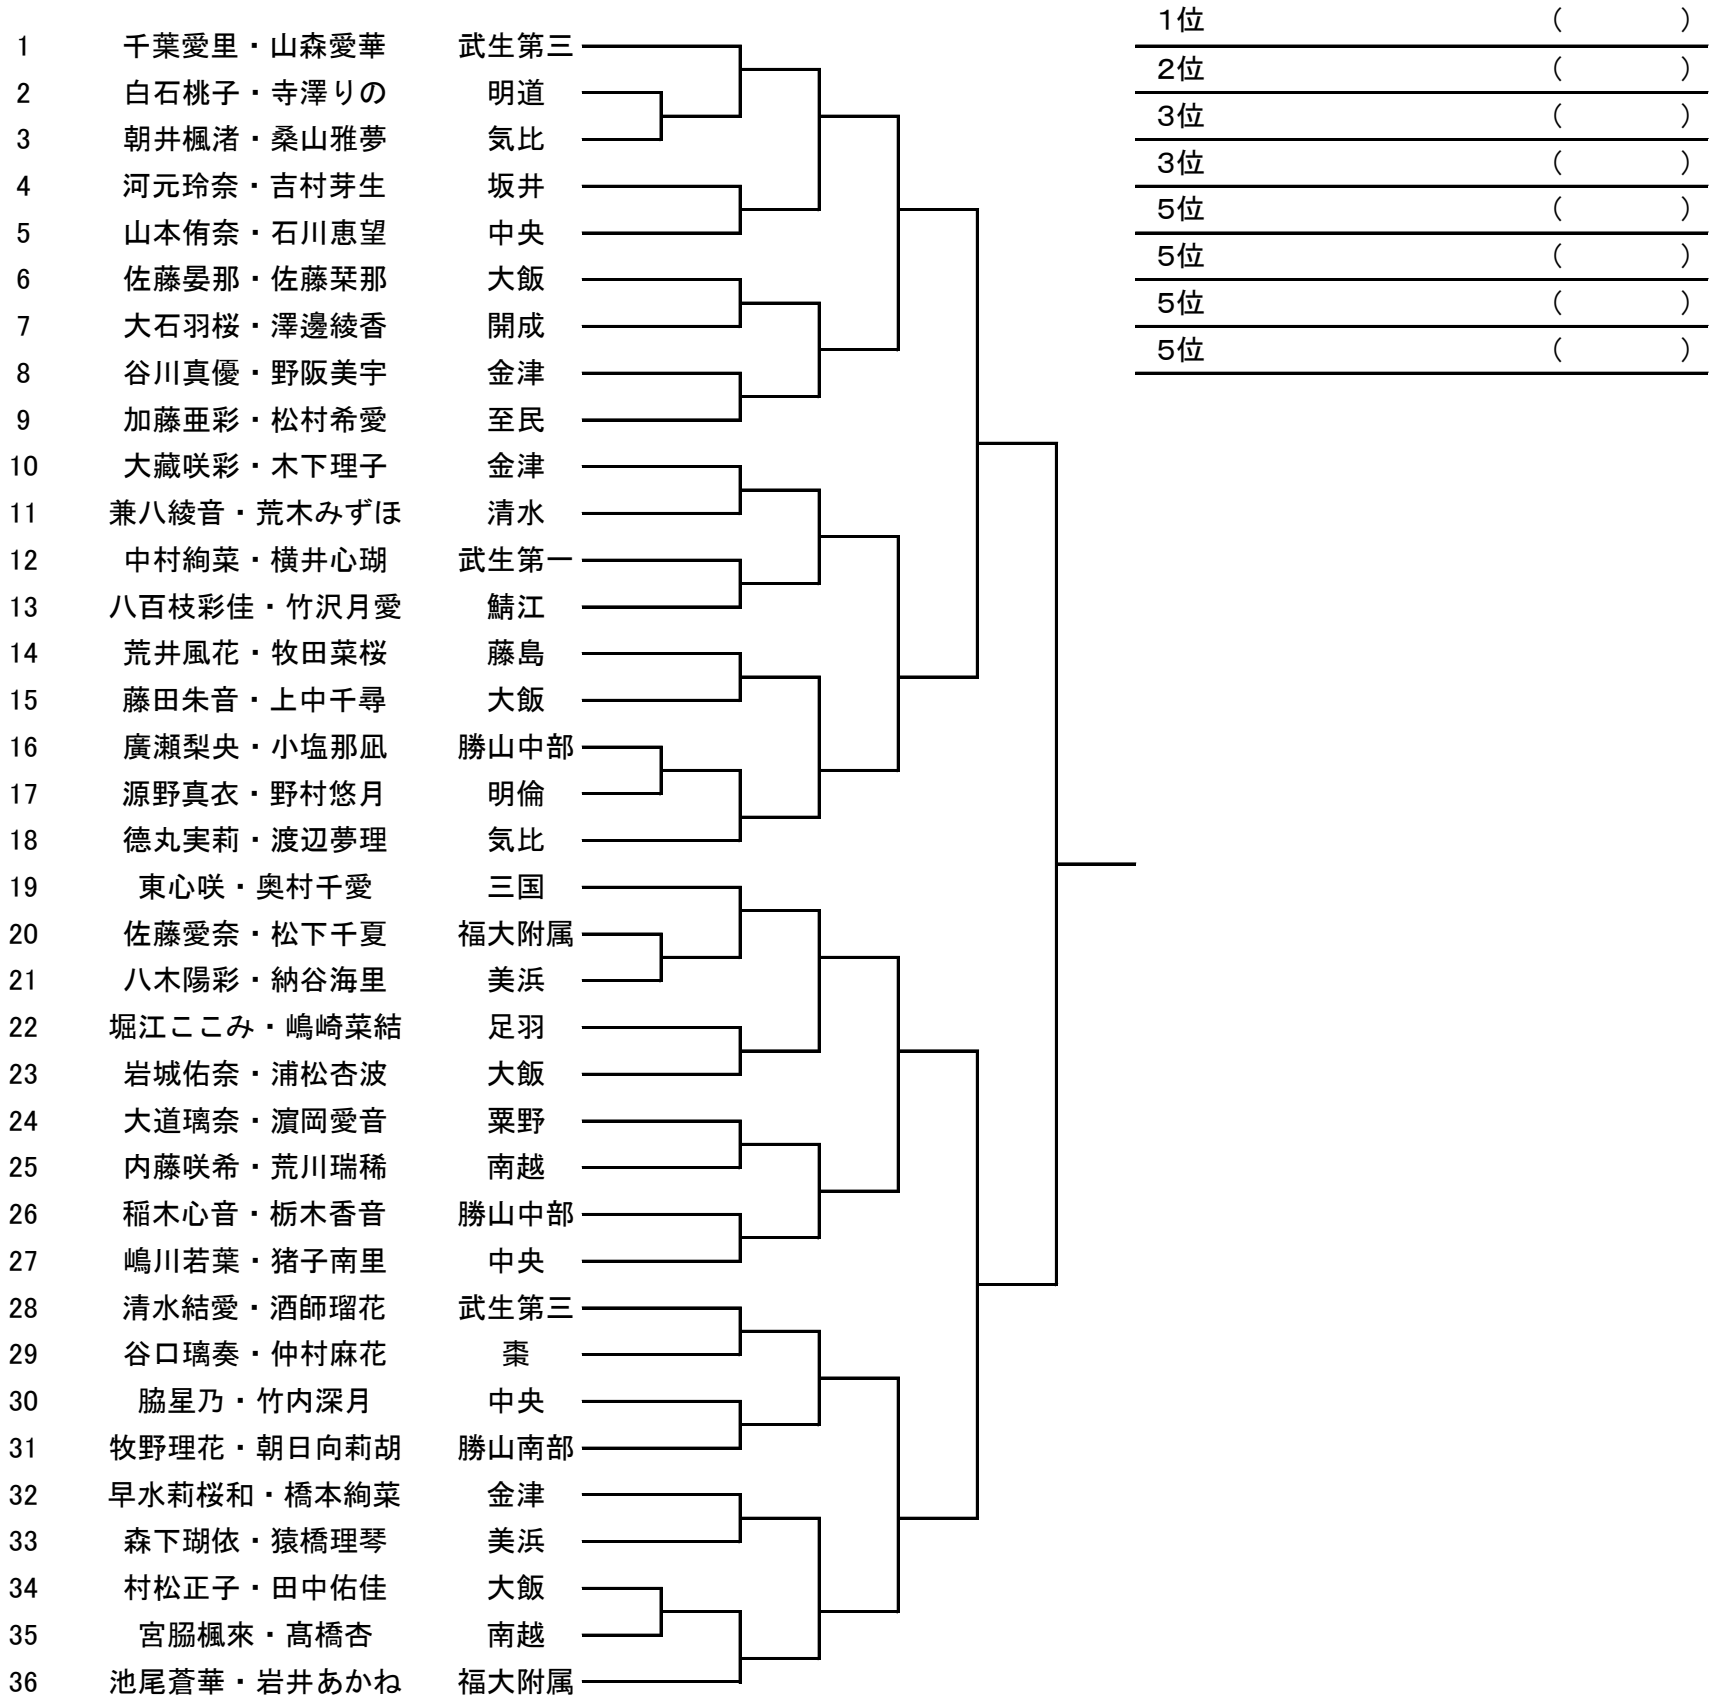 1位 ( )
2位 ( )
3位 ( )
3位 ( )
5位 ( )
5位 ( )
5位 ( )
5位 ( )
1 千葉愛里・山森愛華 武生第三
2 白石桃子・寺澤りの 明道
3 朝井楓渚・桑山雅夢 気比
4 河元玲奈・吉村芽生 坂井
5 山本侑奈・石川恵望 中央
6 佐藤晏那・佐藤栞那 大飯
7 大石羽桜・澤邊綾香 開成
8 谷川真優・野阪美宇 金津
9 加藤亜彩・松村希愛 至民
10 大藏咲彩・木下理子 金津
11 兼八綾音・荒木みずほ 清水
12 中村絢菜・横井心瑚 武生第一
13 八百枝彩佳・竹沢月愛 鯖江
14 荒井風花・牧田菜桜 藤島
15 藤田朱音・上中千尋 大飯
16 廣瀬梨央・小塩那凪 勝山中部
17 源野真衣・野村悠月 明倫
18 德丸実莉・渡辺夢理 気比
19 東心咲・奥村千愛 三国
20 佐藤愛奈・松下千夏 福大附属
21 八木陽彩・納谷海里 美浜
22 堀江ここみ・嶋崎菜結 足羽
23 岩城佑奈・浦松杏波 大飯
24 大道璃奈・濵岡愛音 粟野
25 内藤咲希・荒川瑞稀 南越
26 稲木心音・栃木香音 勝山中部
27 嶋川若葉・猪子南里 中央
28 清水結愛・酒師瑠花 武生第三
29 谷口璃奏・仲村麻花 棗
30 脇星乃・竹内深月 中央
31 牧野理花・朝日向莉胡 勝山南部
32 早水莉桜和・橋本絢菜 金津
33 森下瑚依・猿橋理琴 美浜
34 村松正子・田中佑佳 大飯
35 宮脇楓來・髙橋杏 南越
36 池尾蒼華・岩井あかね 福大附属